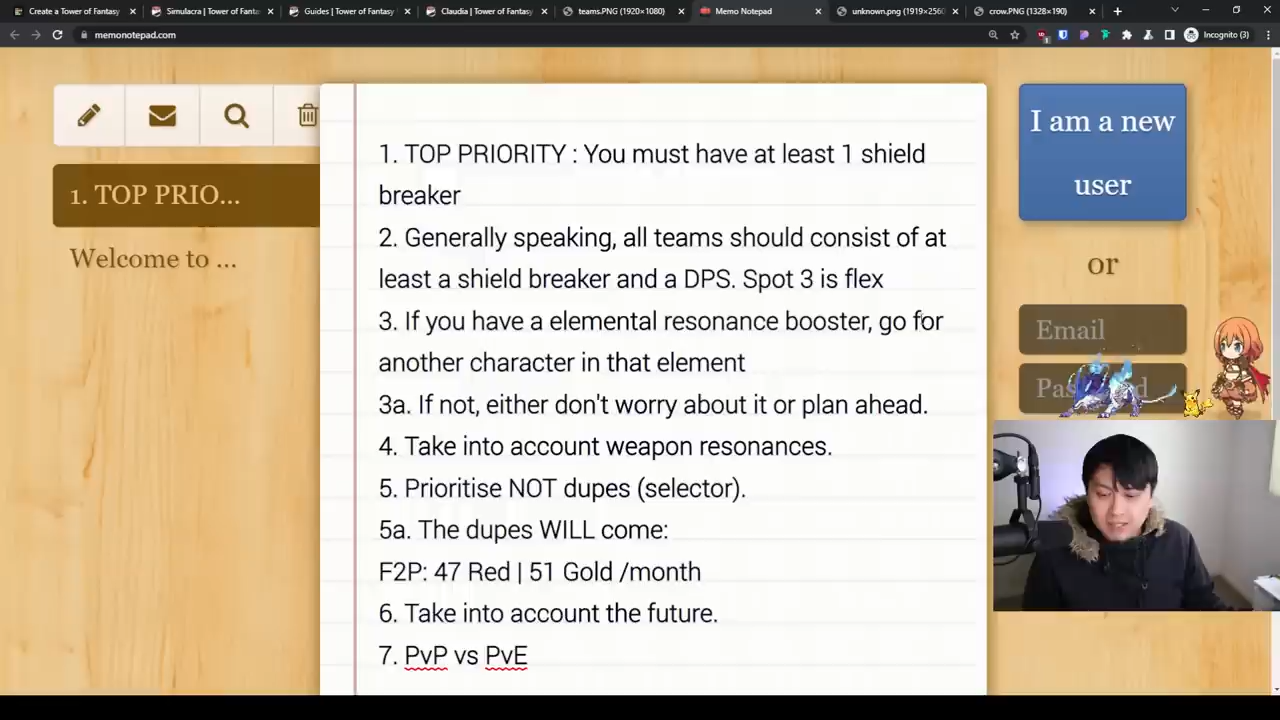 Create a Tower of Fantasy
Simulacra | Tower of Fant
Guides | Tower of Fantasy
Claudia | Tower of Fantasy
teams.PNG (1920×1080)
Memo Notepad
unknown.png (1919×256
crow.PNG (1328×190)
memonotepad.com
Incognito (3)
1. TOP PRIO...
Welcome to ...
1. TOP PRIORITY : You must have at least 1 shield
breaker
2. Generally speaking, all teams should consist of at
least a shield breaker and a DPS. Spot 3 is flex
3. If you have a elemental resonance booster, go for
another character in that element
3a. If not, either don't worry about it or plan ahead.
4. Take into account weapon resonances.
5. Prioritise NOT dupes (selector).
5a. The dupes WILL come:
F2P: 47 Red | 51 Gold /month
6. Take into account the future.
7. PvP vs PvE
I am a new
user
or
Email